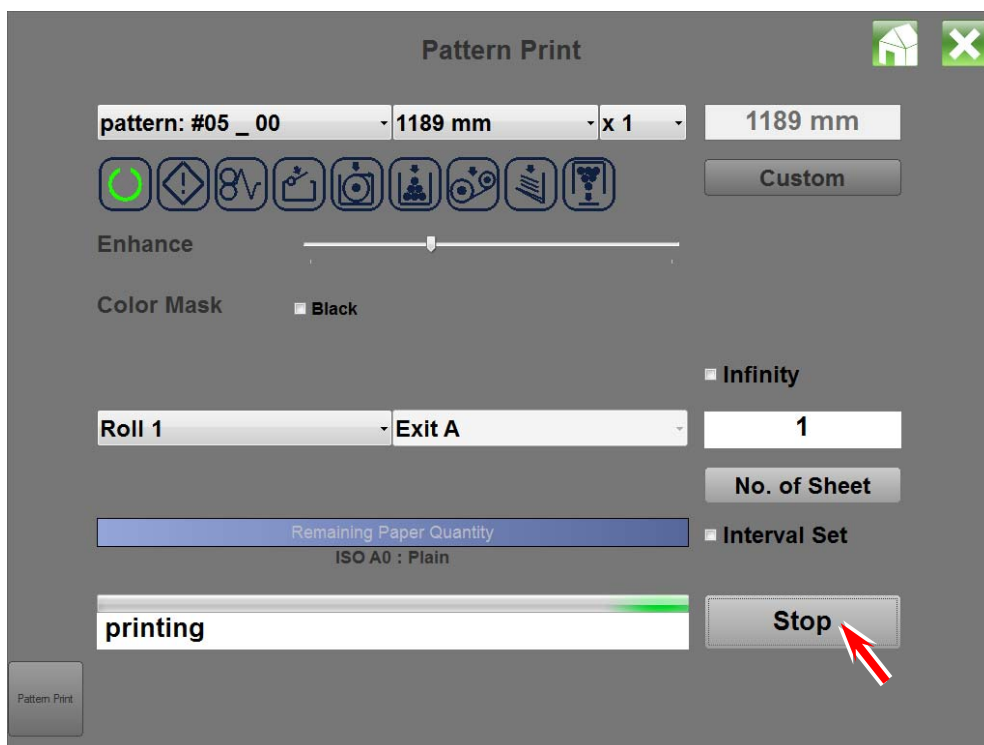 Pattern Print
pattern: #05 _ 00 1189 mm x 1 1189 mm
Custom
Enhance
Color Mask Black
Infinity
Roll 1 Exit A 1
No. of Sheet
Remaining Paper Quantity Interval Set
ISO A0 : Plain
printing Stop
Pattern Print